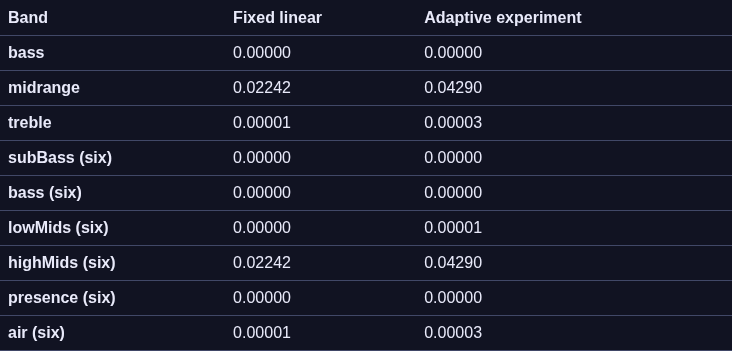 Band Fixed linear Adaptive experiment
bass 0.00000 0.00000
midrange 0.02242 0.04290
treble 0.00001 0.00003
subBass (six) 0.00000 0.00000
bass (six) 0.00000 0.00000
lowMids (six) 0.00000 0.00001
highMids (six) 0.02242 0.04290
presence (six) 0.00000 0.00000
air (six) 0.00001 0.00003